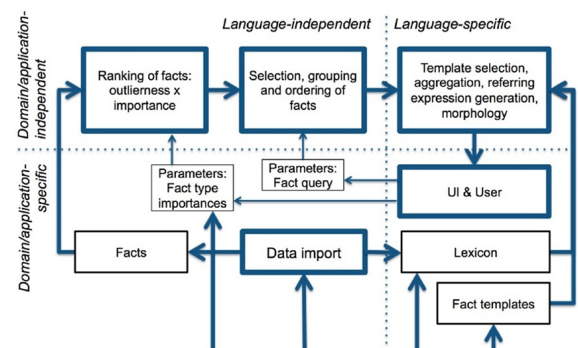 Language-independent
Language-specific
Domain/application-
independent
Ranking of facts:
outlierness x
importance
Selection, grouping
and ordering of
facts
Template selection,
aggregation, referring
expression generation,
morphology
Domain/application-
specific
Parameters:
Fact type
importances
Parameters:
Fact query
UI & User
Facts
Data import
Lexicon
Fact templates